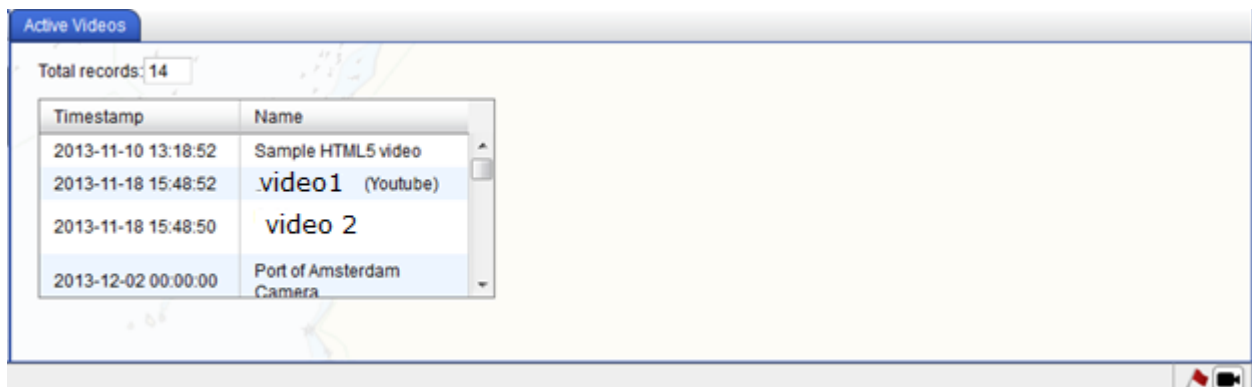 Active Videos
Total records: 14
Timestamp Name
2013-11-10 13:18:52 Sample HTML5 video
2013-11-18 15:48:52 video1 (Youtube)
2013-11-18 15:48:50 video 2
2013-12-02 00:00:00 Port of Amsterdam
Camera